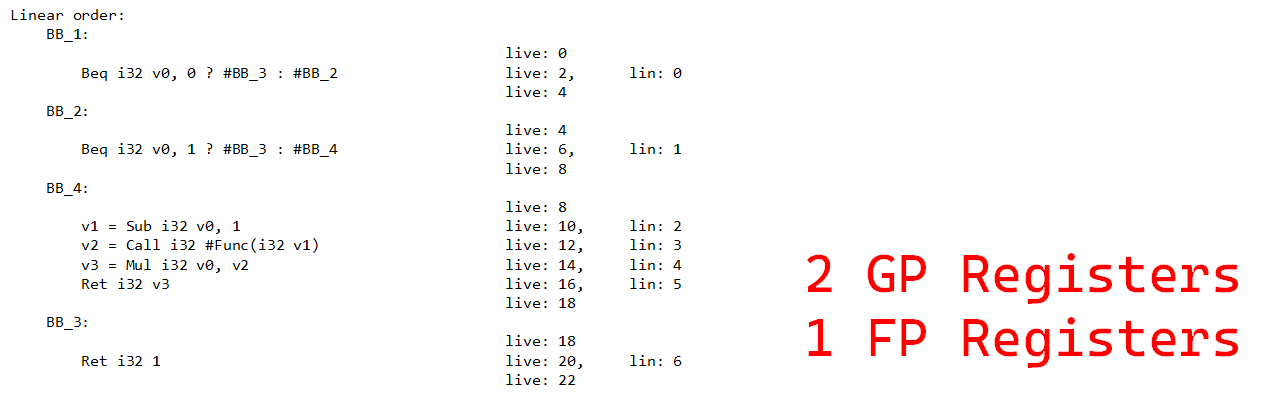 Linear order:
BB_1:
live: 0
Beq i32 v0, 0 ? #BB_3 : #BB_2 live: 2, lin: 0
live: 4
BB_2:
live: 4
Beq i32 v0, 1 ? #BB_3 : #BB_4 live: 6, lin: 1
live: 8
BB_4:
live: 8
v1 = Sub i32 v0, 1 live: 10, lin: 2
v2 = Call i32 #Func(i32 v1) live: 12, lin: 3
v3 = Mul i32 v0, v2 live: 14, lin: 4
Ret i32 v3 live: 16, lin: 5
live: 18
BB_3:
live: 18
Ret i32 1 live: 20, lin: 6
live: 22
2 GP Registers
1 FP Registers